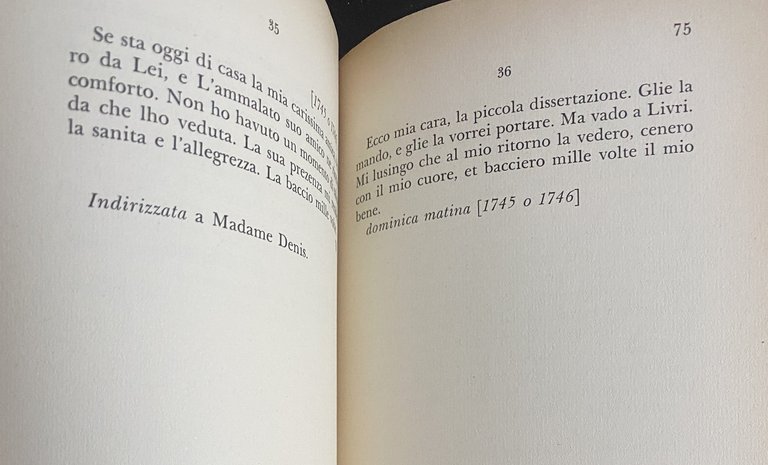 35
[1745 o
Se sta oggi di casa la mia carissima
ro da Lei, e L'ammalato suo amico
comforto. Non ho havuto un momento
da che lho veduta. La sua prezenza
la sanita e l'allegrezza. La baccio mille
Indirizzata a Madame Denis.
75
36
Ecco mia cara, la piccola dissertazione. Glie la
mando, e glie la vorrei portare. Ma vado a Livri.
Mi lusingo che al mio ritorno la vedero, cenero
con il mio cuore, et bacciero mille volte il mio
bene.
dominica matina [1745 o 1746]